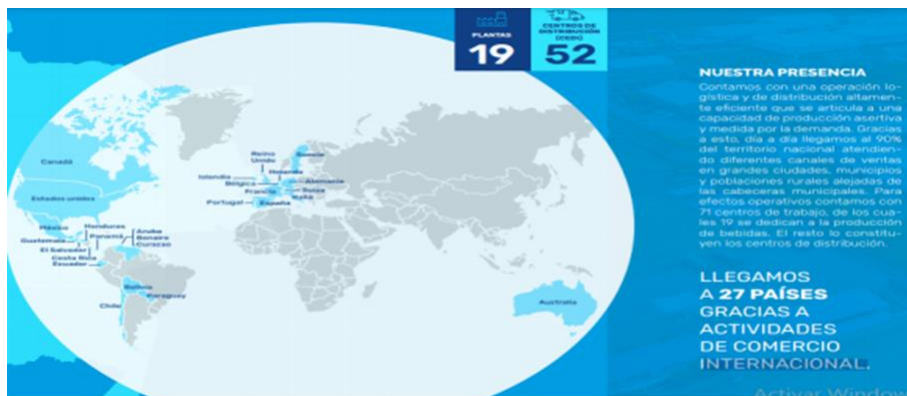 PLANTAS
19
CENTROS DE
DISTRIBUCIÓN
(CEDI)
52
NUESTRA PRESENCIA
Contamos con una operación lo-
gística y de distribución altamen-
te eficiente que se articula a una
capacidad de producción asertiva
y medida por la demanda. Gracias
a esto, día a día llegamos al 90%
del territorio nacional atendien-
do diferentes canales de ventas
en grandes ciudades, municipios
y poblaciones rurales alejadas de
las cabeceras municipales. Para
efectos operativos contamos con
71 centros de trabajo, de los cua-
les 19 se dedican a la producción
de bebidas. El resto lo constitu-
yen los centros de distribución.
LLEGAMOS
A 27 PAÍSES
GRACIAS A
ACTIVIDADES
DE COMERCIO
INTERNACIONAL.
Canadá
Estados unidos
México
Honduras
Guatemala
Panamá
El Salvador
Costa Rica
Ecuador
Aruba
Bonaire
Curacao
Bolivia
Paraguay
Chile
Reino
Unido
Suecia
Holanda
Islandia
Alemania
Bélgica
Suiza
Francia
Italia
Portugal
España
Australia
Activar Window